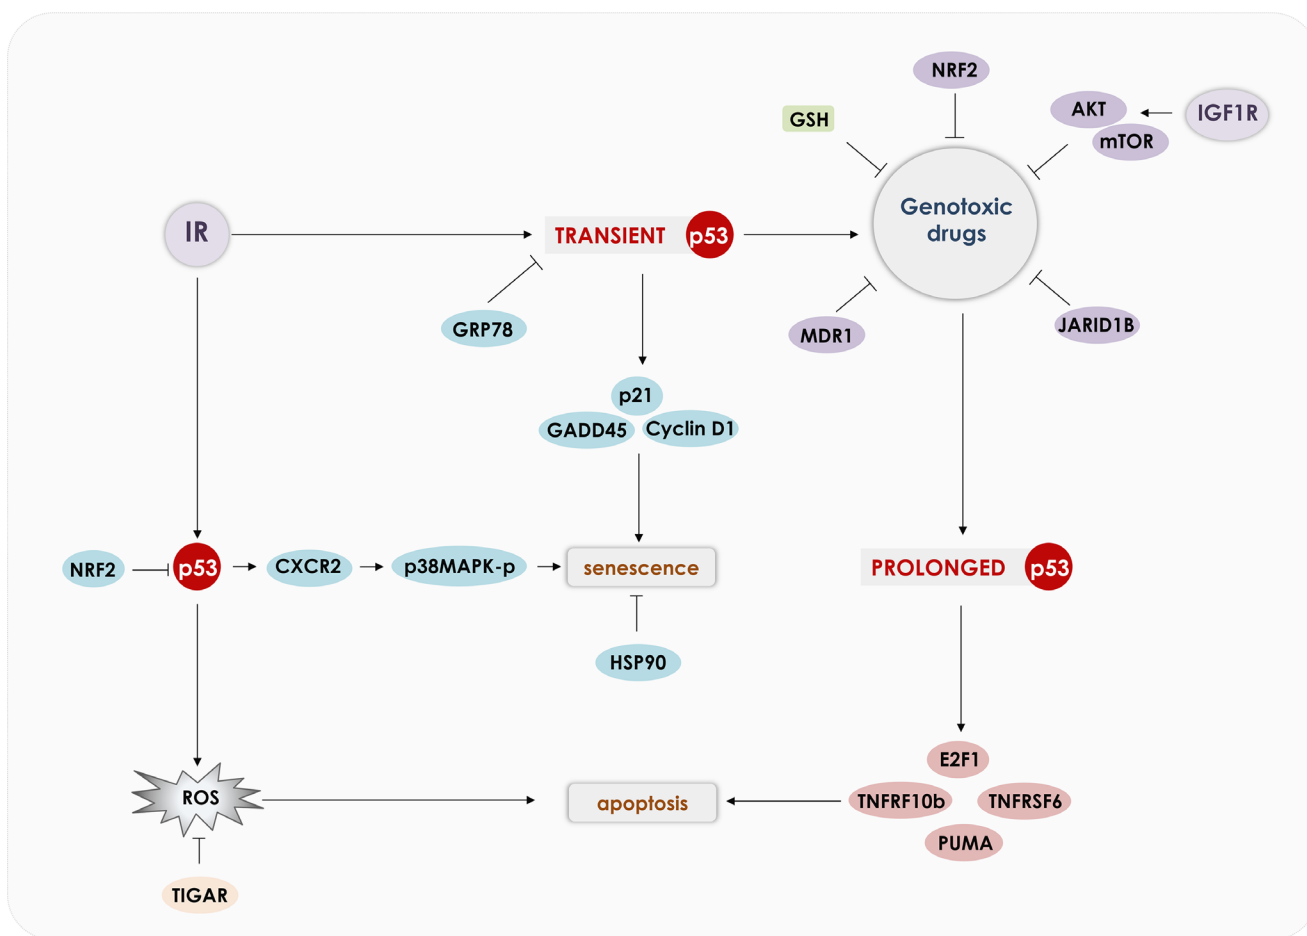 NRF2
AKT
IGF1R
GSH
mTOR
Genotoxic
drugs
IR
TRANSIENT p53
GRP78
MDR1
JARID1B
p21
GADD45
Cyclin D1
NRF2
p53
CXCR2
p38MAPK-p
senescence
PROLONGED p53
HSP90
E2F1
ROS
apoptosis
TNFRF10b
TNFRSF6
PUMA
TIGAR